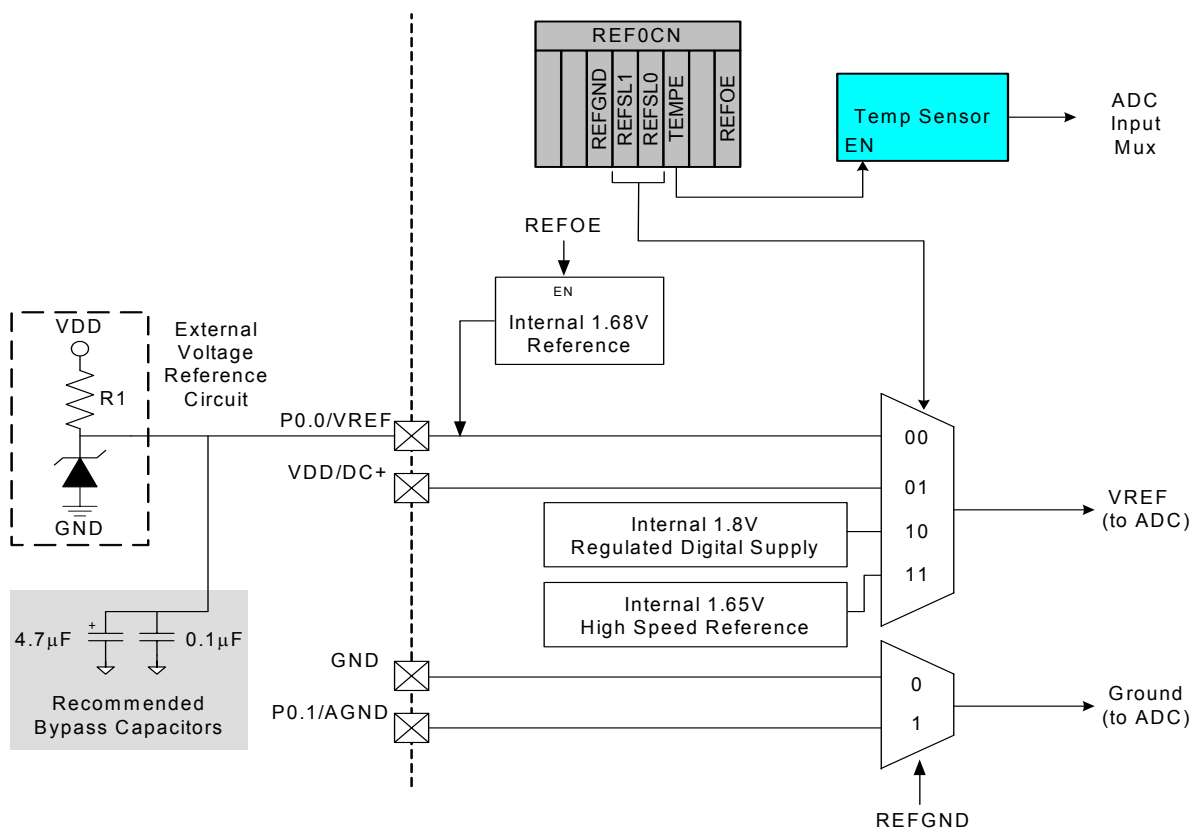 REF0CN
REFGND
REFSL1
REFSL0
TEMPE
REFOE
Temp Sensor
EN
ADC
Input
Mux
REFOE
EN
Internal 1.68V
Reference
VDD
R1
GND
External
Voltage
Reference
Circuit
P0.0/VREF
VDD/DC+
00
01
10
11
Internal 1.8V
Regulated Digital Supply
Internal 1.65V
High Speed Reference
VREF
(to ADC)
4.7μF
+
0.1μF
Recommended
Bypass Capacitors
GND
P0.1/AGND
0
1
Ground
(to ADC)
REFGND